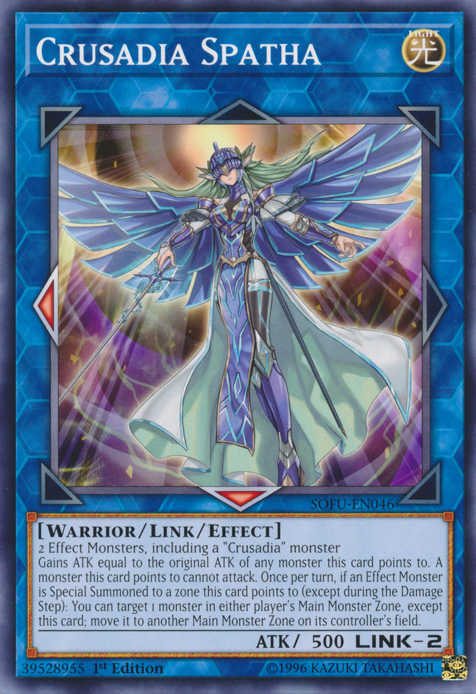 CRUSADIA SPATHA
LIGHT
光
SOFU-EN046
[WARRIOR/LINK/EFFECT]
2 Effect Monsters, including a "Crusadia" monster
Gains ATK equal to the original ATK of any monster this card points to. A
monster this card points to cannot attack. Once per turn, if an Effect Monster
is Special Summoned to a zone this card points to (except during the Damage
Step): You can target 1 monster in either player's Main Monster Zone, except
this card; move it to another Main Monster Zone on its controller's field.
ATK/ 500 LINK-2
39528955 1st Edition ©1996 KAZUKI TAKAHASHI